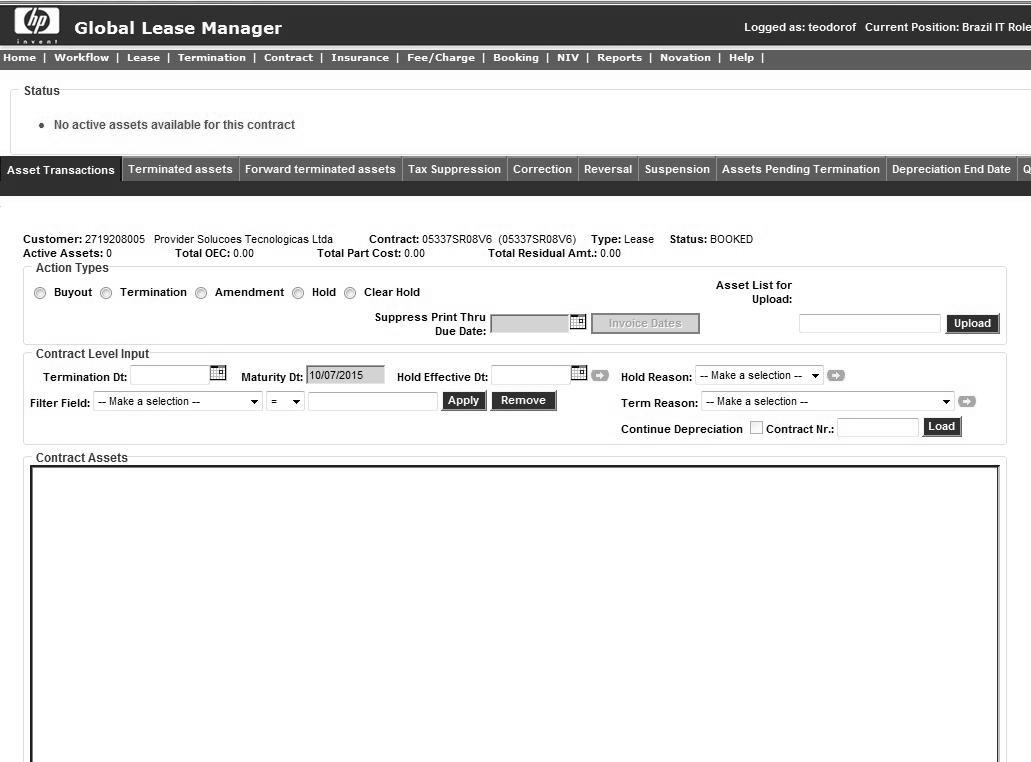 hp
invent
Global Lease Manager
Logged as: teodorof Current Position: Brazil IT Role
Home | Workflow | Lease | Termination | Contract | Insurance | Fee/Charge | Booking | NIV | Reports | Novation | Help |
Status
• No active assets available for this contract
Asset Transactions Terminated assets Forward terminated assets Tax Suppression Correction Reversal Suspension Assets Pending Termination Depreciation End Date Q
Customer: 2719208005 Provider Solucoes Tecnologicas Ltda Contract: 05337SR08V6 (05337SR08V6) Type: Lease Status: BOOKED
Active Assets: 0 Total OEC: 0.00 Total Part Cost: 0.00 Total Residual Amt.: 0.00
Action Types
Buyout Termination Amendment Hold Clear Hold
Asset List for
Upload:
Suppress Print Thru
Due Date: Invoice Dates Upload
Contract Level Input
Termination Dt: Maturity Dt: 10/07/2015 Hold Effective Dt: Hold Reason: -- Make a selection --
Filter Field: -- Make a selection -- = Apply Remove Term Reason: -- Make a selection --
Continue Depreciation Contract Nr.: Load
Contract Assets